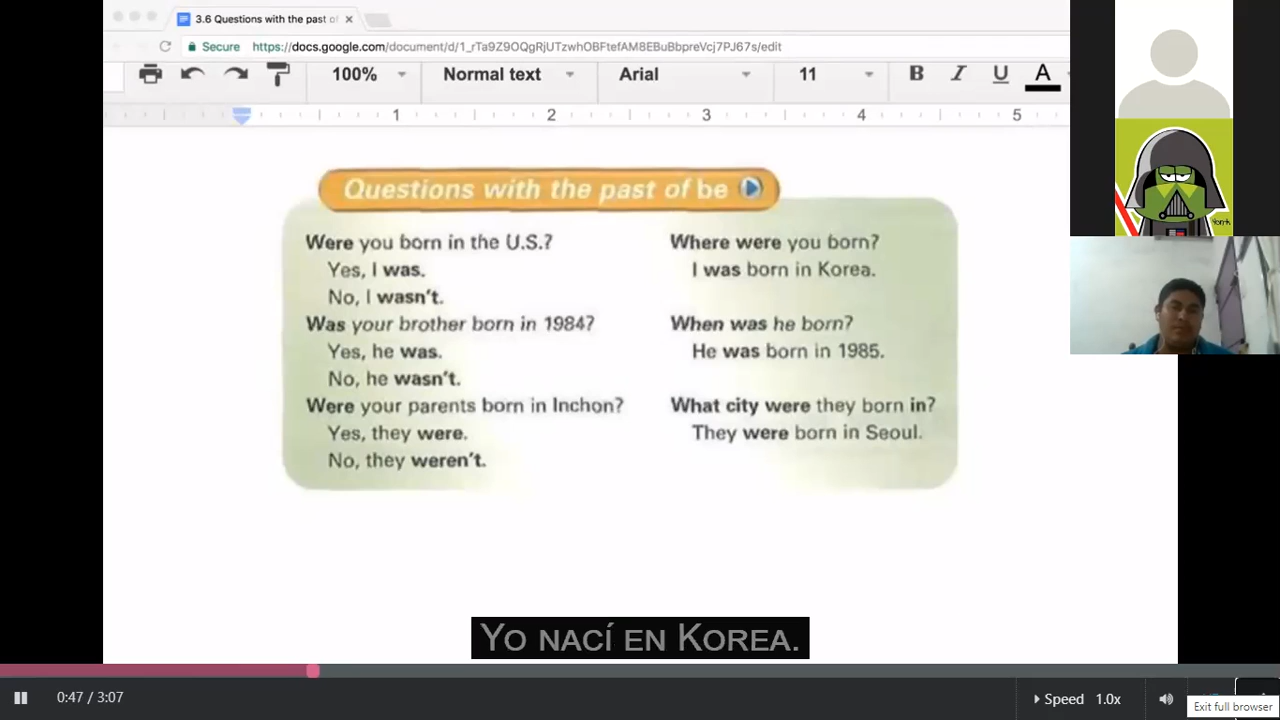 3.6 Questions with the past of
Secure https://docs.google.com/document/d/1_rTa9Z9OQgRjUTzwhOBFtefAM8EBuBbpreVcj7PJ67s/edit
100% Normal text Arial 11 B I U A
1 2 3 4 5
Questions with the past of be
Were you born in the U.S.?
Yes, I was.
No, I wasn't.
Was your brother born in 1984?
Yes, he was.
No, he wasn't.
Were your parents born in Inchon?
Yes, they were.
No, they weren't.
Where were you born?
I was born in Korea.
When was he born?
He was born in 1985.
What city were they born in?
They were born in Seoul.
Yo nací en Korea.
0:47 / 3:07
Speed 1.0x
Exit full browser